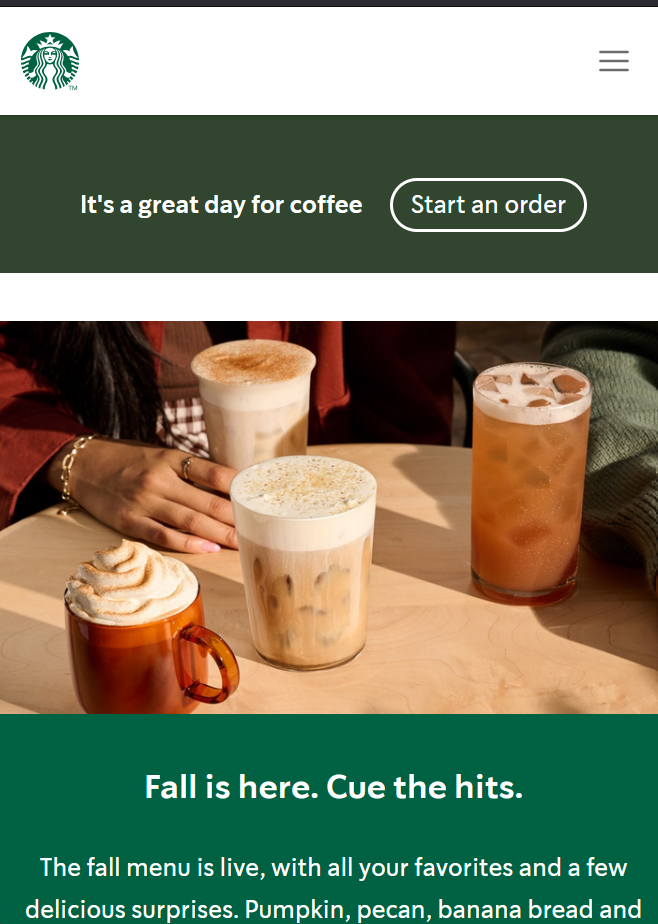 TM
It's a great day for coffee
Start an order
Fall is here. Cue the hits.
The fall menu is live, with all your favorites and a few
delicious surprises. Pumpkin, pecan, banana bread and